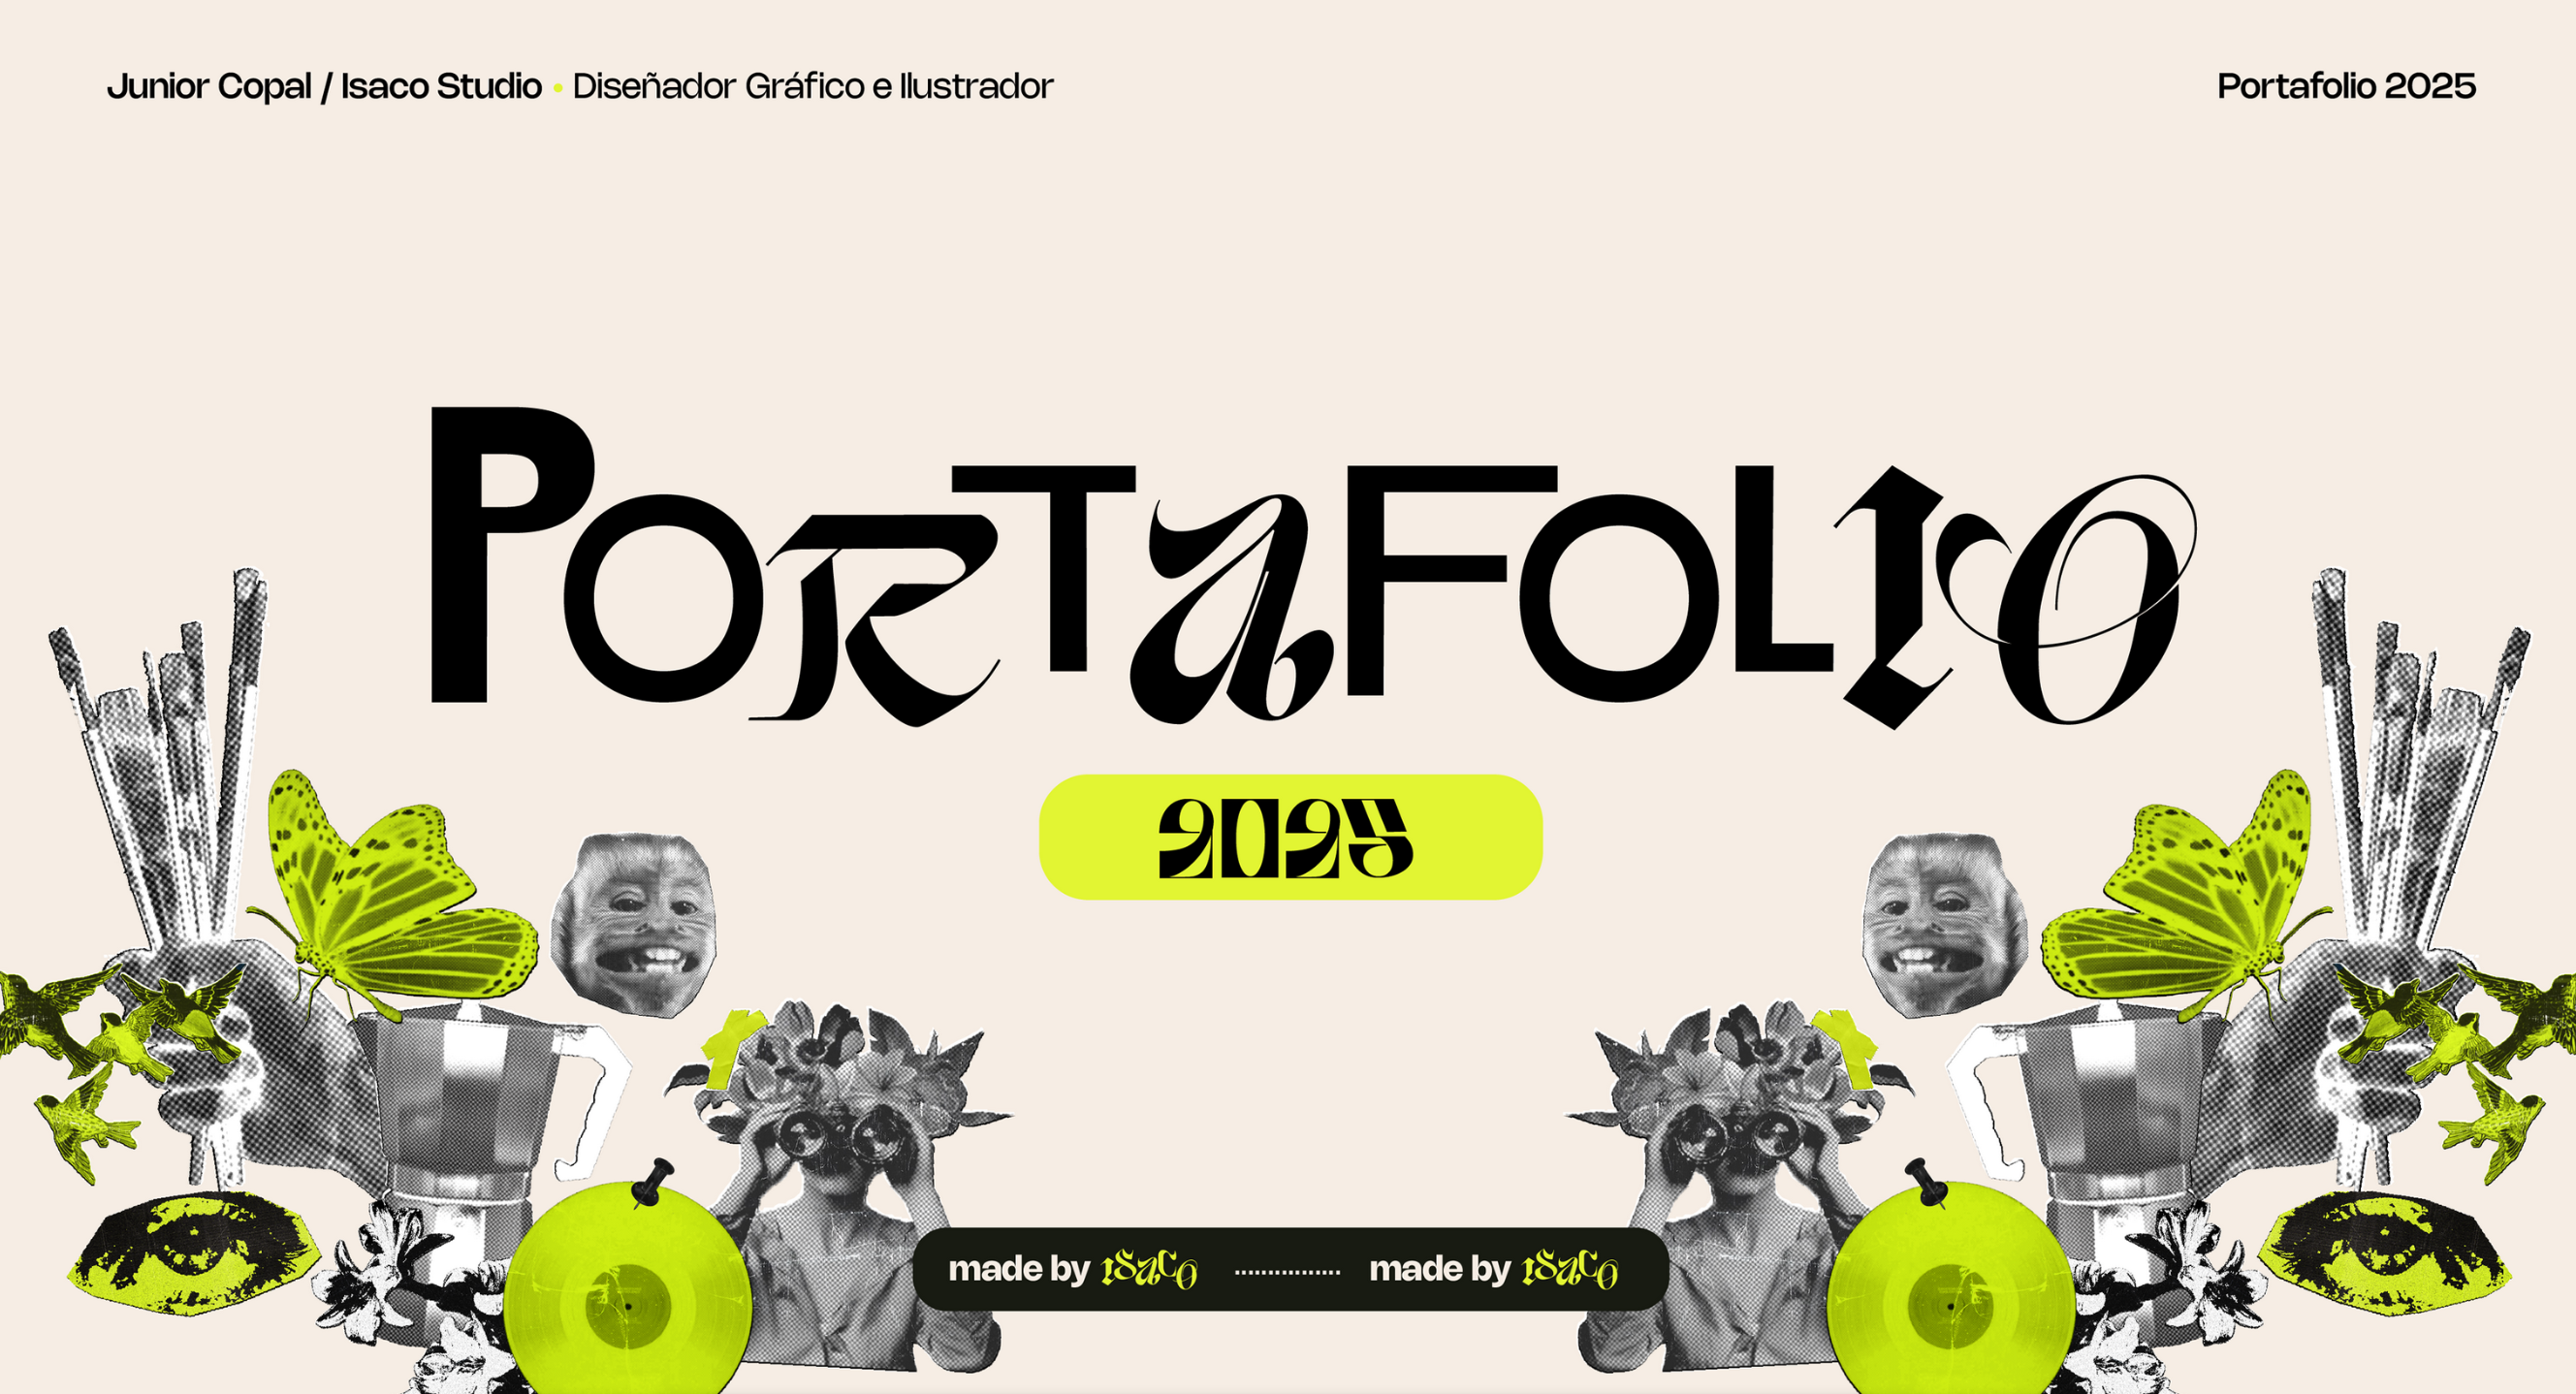 Junior Copal / Isaco Studio • Diseñador Gráfico e Ilustrador
Portafolio 2025
PORTaFOLIO
2025
made by isaco ................ made by isaco